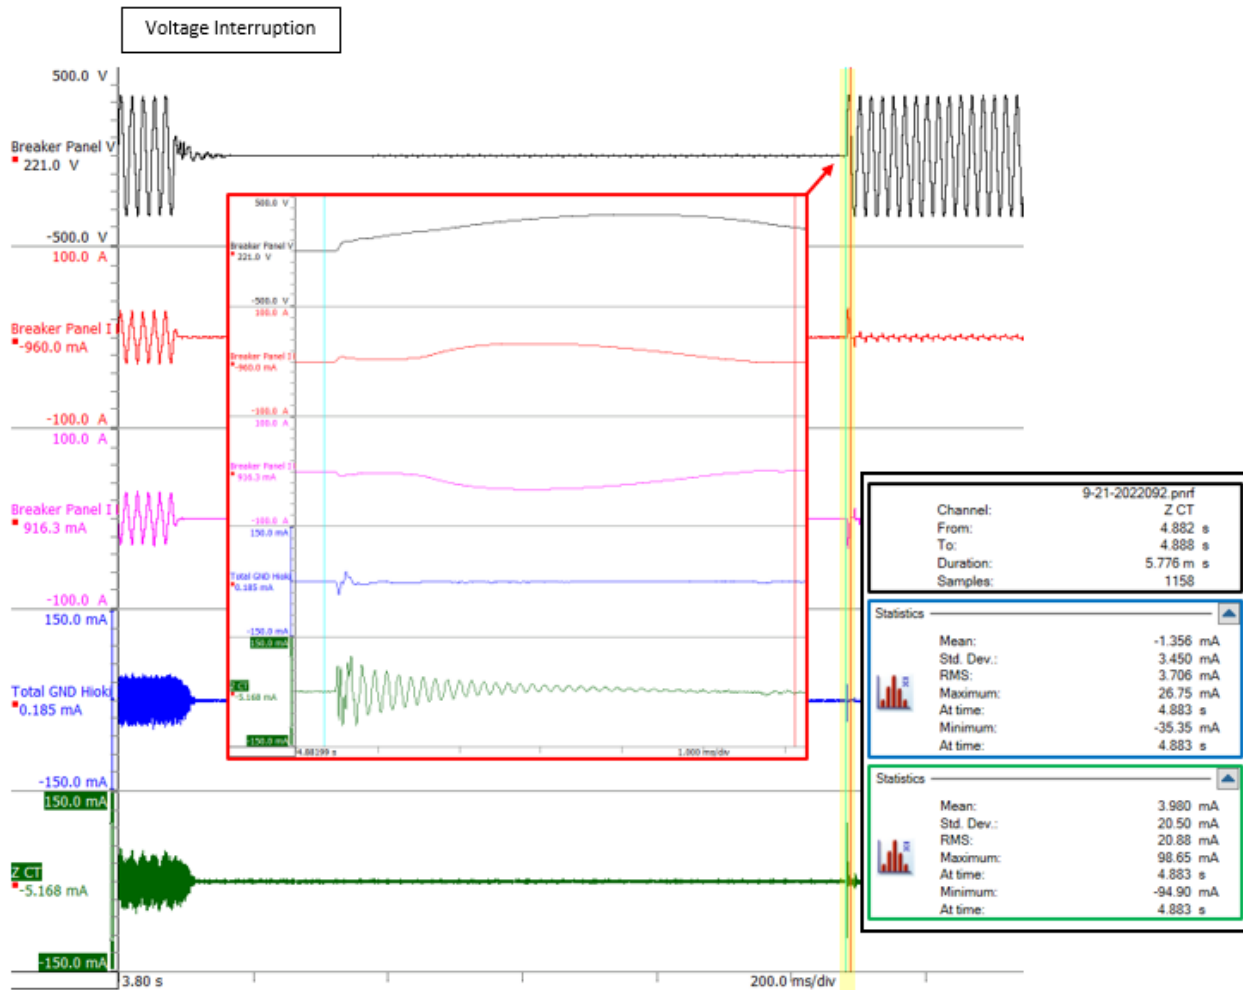 Voltage Interruption
500.0 V
Breaker Panel V
221.0 V
-500.0 V
100.0 A
Breaker Panel I
-960.0 mA
-100.0 A
100.0 A
Breaker Panel I
916.3 mA
-100.0 A
150.0 mA
Total GND Hioki
0.185 mA
-150.0 mA
150.0 mA
Z CT
-5.168 mA
-150.0 mA
3.80 s
200.0 ms/div
500.0 V
Breaker Panel V
221.0 V
-500.0 V
100.0 A
Breaker Panel I
-960.0 mA
-100.0 A
100.0 A
Breaker Panel I
916.3 mA
-100.0 A
150.0 mA
Total GND Hioki
0.185 mA
-150.0 mA
150.0 mA
Z CT
-5.168 mA
-150.0 mA
4.88299 s
1.000 ms/div
9-21-2022092.pnrf
Channel: Z CT
From: 4.882 s
To: 4.888 s
Duration: 5.776 m s
Samples: 1158
Statistics
Mean: -1.356 mA
Std. Dev.: 3.450 mA
RMS: 3.706 mA
Maximum: 26.75 mA
At time: 4.883 s
Minimum: -35.35 mA
At time: 4.883 s
Statistics
Mean: 3.980 mA
Std. Dev.: 20.50 mA
RMS: 20.88 mA
Maximum: 98.65 mA
At time: 4.883 s
Minimum: -94.90 mA
At time: 4.883 s